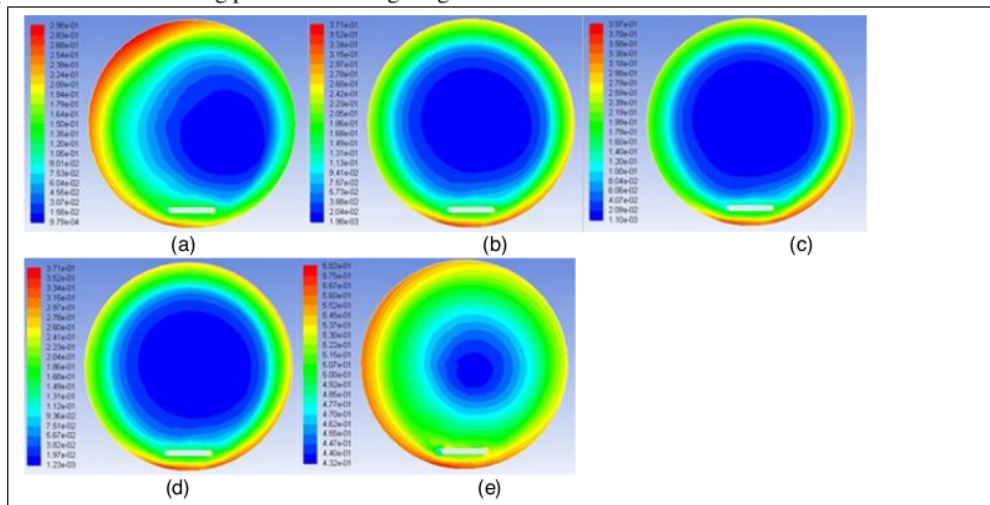 2.98e-01
2.83e-01
2.68e-01
2.54e-01
2.39e-01
2.24e-01
2.09e-01
1.94e-01
1.79e-01
1.64e-01
1.50e-01
1.35e-01
1.20e-01
1.05e-01
9.01e-02
7.53e-02
6.04e-02
4.55e-02
3.07e-02
1.58e-02
9.79e-04
(a)
3.71e-01
3.52e-01
3.34e-01
3.15e-01
2.97e-01
2.78e-01
2.60e-01
2.42e-01
2.23e-01
2.05e-01
1.86e-01
1.68e-01
1.49e-01
1.31e-01
1.13e-01
9.41e-02
7.57e-02
5.73e-02
3.88e-02
2.04e-02
1.98e-03
(b)
3.97e-01
3.78e-01
3.58e-01
3.38e-01
3.18e-01
2.98e-01
2.79e-01
2.59e-01
2.39e-01
2.19e-01
1.99e-01
1.79e-01
1.60e-01
1.40e-01
1.20e-01
1.00e-01
8.04e-02
6.06e-02
4.07e-02
2.09e-02
1.10e-03
(c)
3.71e-01
3.52e-01
3.34e-01
3.15e-01
2.97e-01
2.78e-01
2.60e-01
2.41e-01
2.23e-01
2.04e-01
1.86e-01
1.68e-01
1.49e-01
1.31e-01
1.12e-01
9.36e-02
7.51e-02
5.67e-02
3.82e-02
1.97e-02
1.23e-03
(d)
5.82e-01
5.75e-01
5.67e-01
5.60e-01
5.52e-01
5.45e-01
5.37e-01
5.30e-01
5.22e-01
5.15e-01
5.07e-01
5.00e-01
4.92e-01
4.85e-01
4.77e-01
4.70e-01
4.62e-01
4.55e-01
4.47e-01
4.40e-01
4.32e-01
(e)